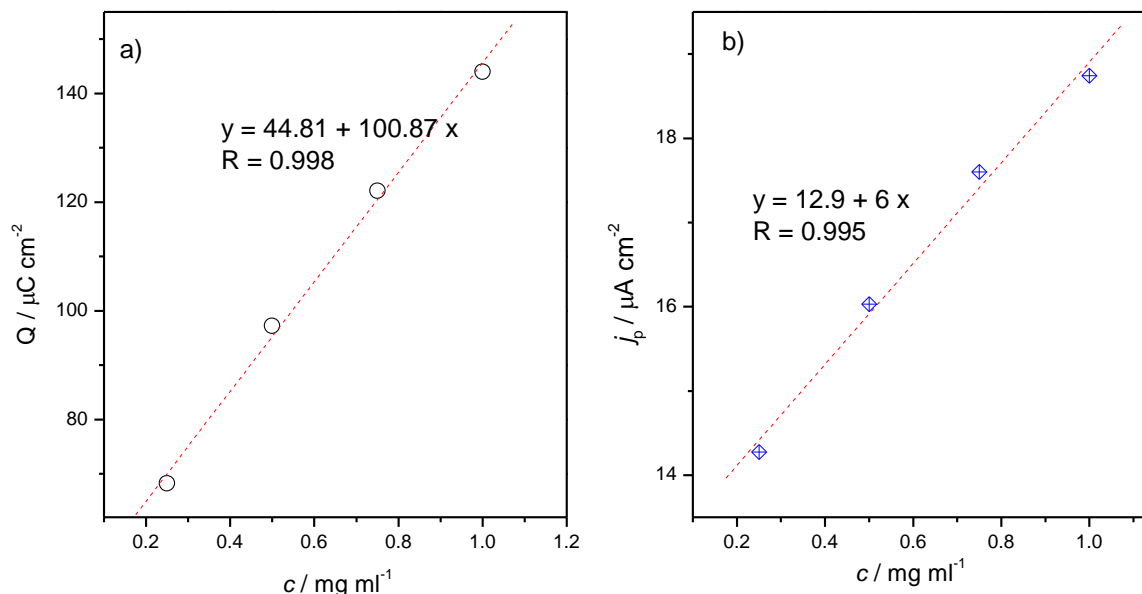 a)
y = 44.81 + 100.87 x
R = 0.998
Q / μC cm⁻²
140
120
100
80
0.2 0.4 0.6 0.8 1.0 1.2
c / mg ml⁻¹
b)
y = 12.9 + 6 x
R = 0.995
jₚ / μA cm⁻²
18
16
14
0.2 0.4 0.6 0.8 1.0
c / mg ml⁻¹